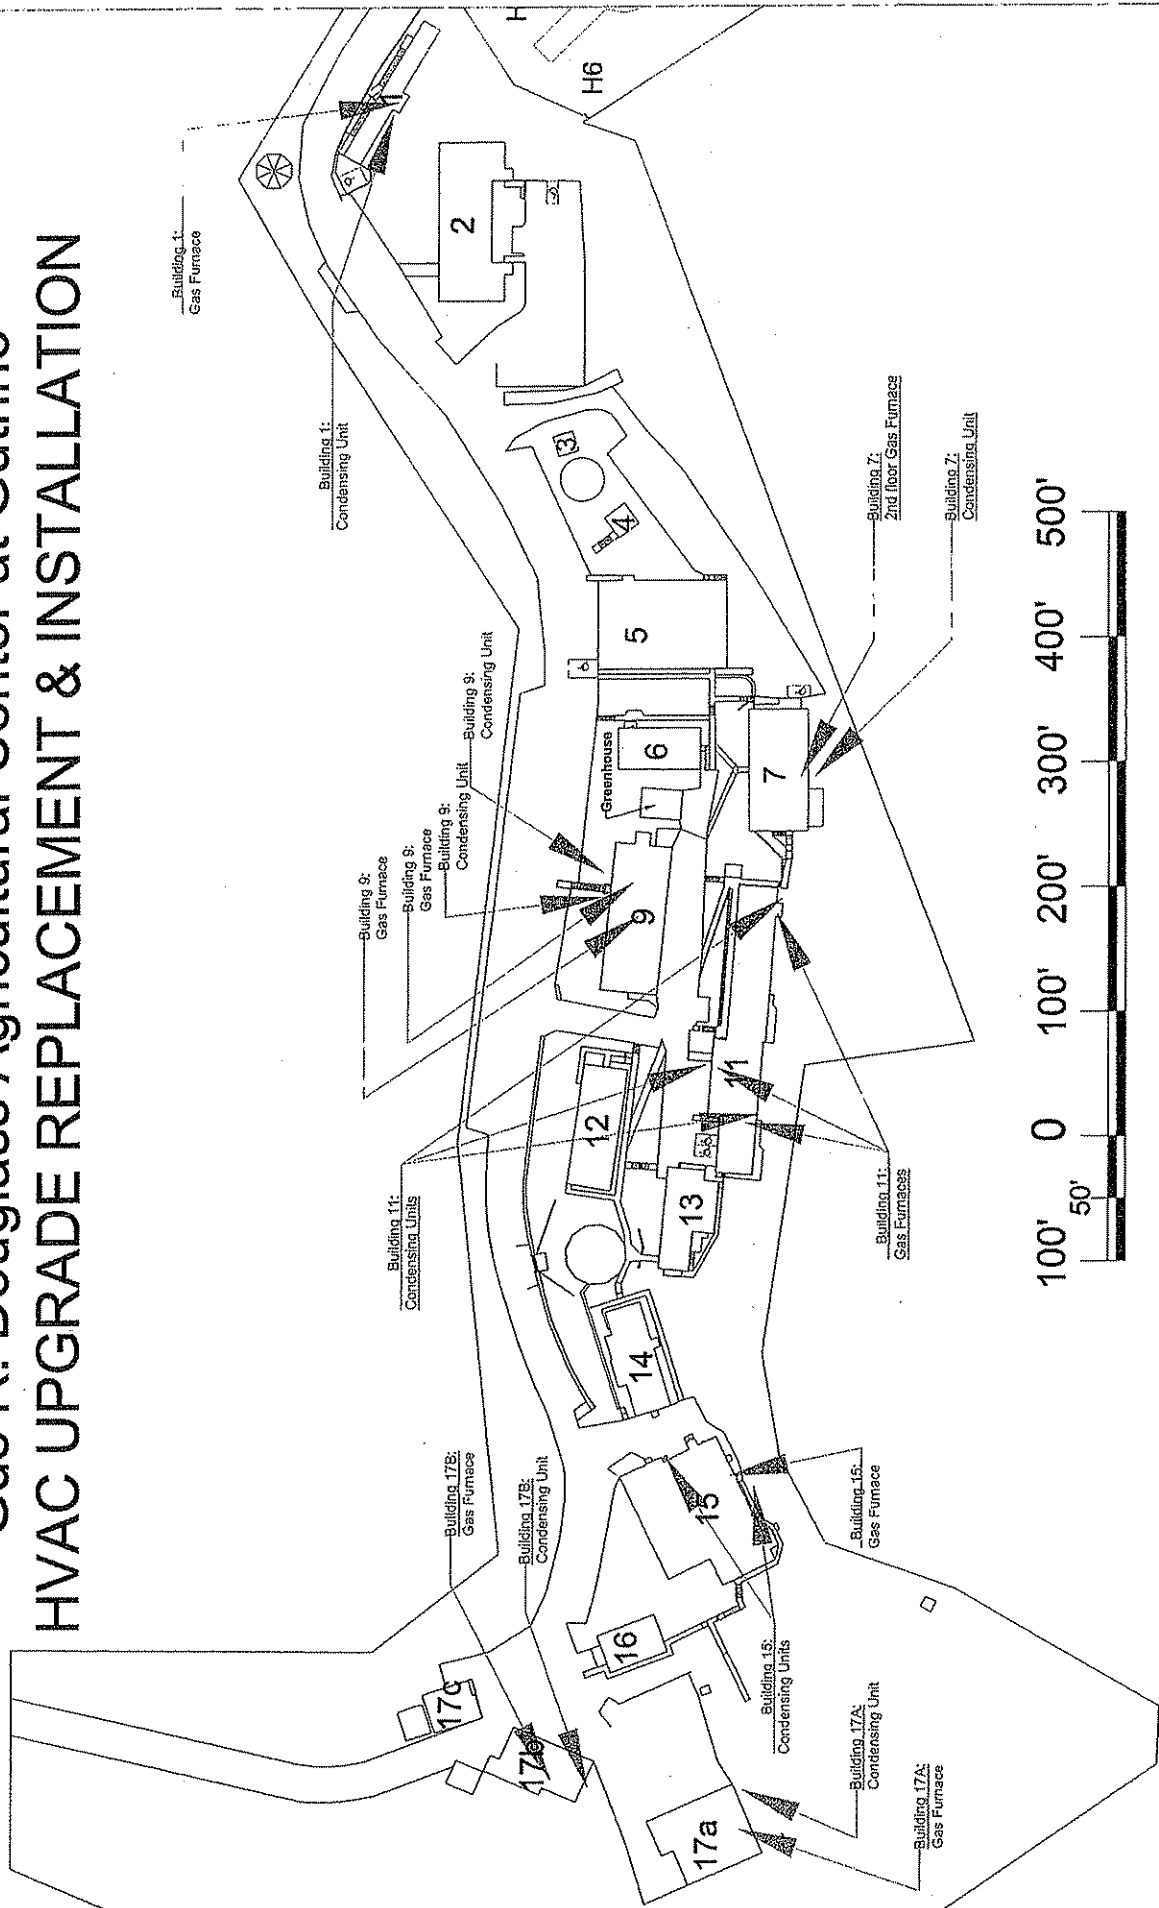 HVAC UPGRADE REPLACEMENT & INSTALLATION
Building 1:
Gas Furnace
Building 1:
Condensing Unit
H6
2
3
4
5
6
Greenhouse
7
Building 7:
2nd floor Gas Furnace
Building 7:
Condensing Unit
Building 9:
Gas Furnace
Building 9:
Gas Furnace
Building 9:
Condensing Unit
Building 9:
Condensing Unit
9
11
12
13
Building 11:
Condensing Units
Building 11:
Gas Furnaces
14
15
16
Building 15:
Gas Furnace
Building 15:
Condensing Units
Building 17B:
Gas Furnace
Building 17B:
Condensing Unit
17c
17b
17a
Building 17A:
Condensing Unit
Building 17A:
Gas Furnace
100' 50' 0 100' 200' 300' 400' 500'